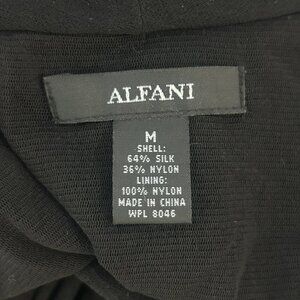 ALFANI
M
SHELL:
64% SILK
36% NYLON
LINING:
100% NYLON
MADE IN CHINA
WPL 8046